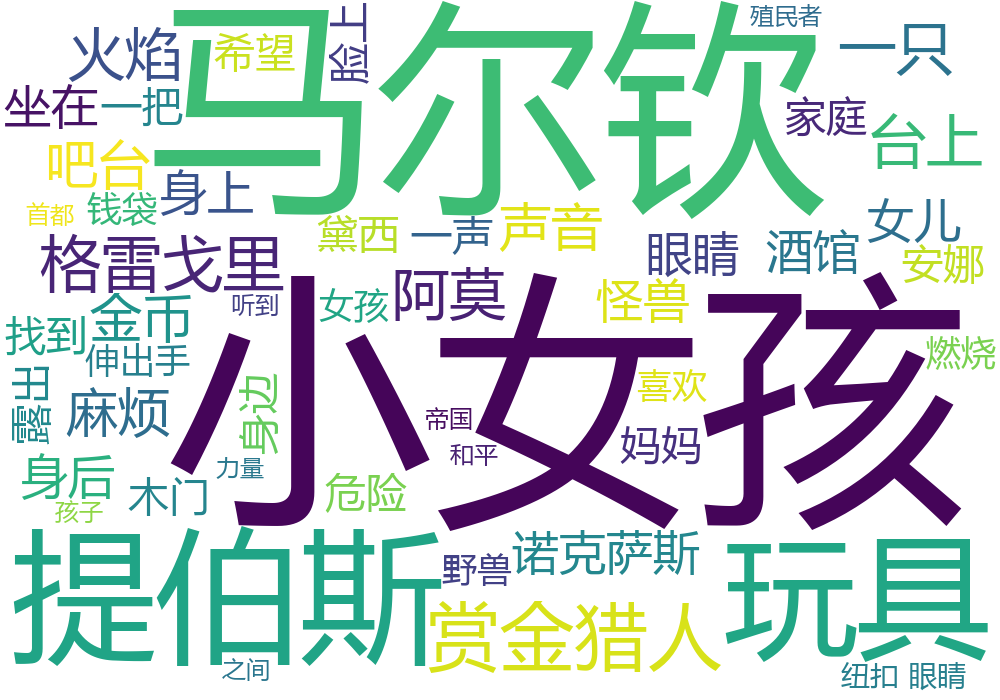 马尔钦
殖民者
脸上
火焰
希望
一只
坐在
一把
家庭
台上
吧台
身上
首都
钱袋
女儿
黛西
一声
声音
眼睛
酒馆
安娜
格雷戈里
阿莫
怪兽
金币
听到
女孩
找到
伸出手
燃烧
小女孩
露出
麻烦
身边
喜欢
帝国
妈妈
和平
身后
力量
木门
危险
孩子
提伯斯
野兽
诺克萨斯
玩具
赏金猎人
之间
纽扣 眼睛